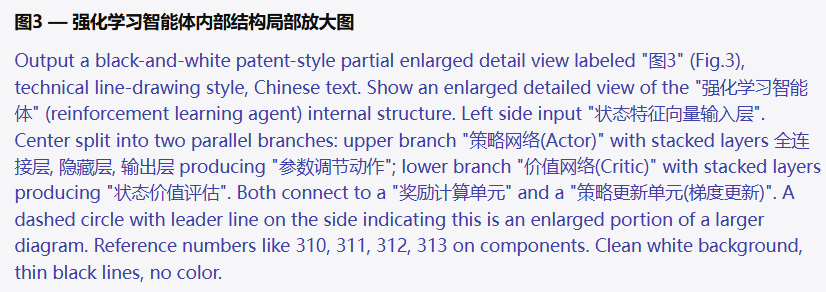 图3 — 强化学习智能体内部结构局部放大图
Output a black-and-white patent-style partial enlarged detail view labeled "图3" (Fig.3),
technical line-drawing style, Chinese text. Show an enlarged detailed view of the "强化学习智能
体" (reinforcement learning agent) internal structure. Left side input "状态特征向量输入层".
Center split into two parallel branches: upper branch "策略网络(Actor)" with stacked layers 全连
接层, 隐藏层, 输出层 producing "参数调节动作"; lower branch "价值网络(Critic)" with stacked layers
producing "状态价值评估". Both connect to a "奖励计算单元" and a "策略更新单元(梯度更新)". A
dashed circle with leader line on the side indicating this is an enlarged portion of a larger
diagram. Reference numbers like 310, 311, 312, 313 on components. Clean white background,
thin black lines, no color.